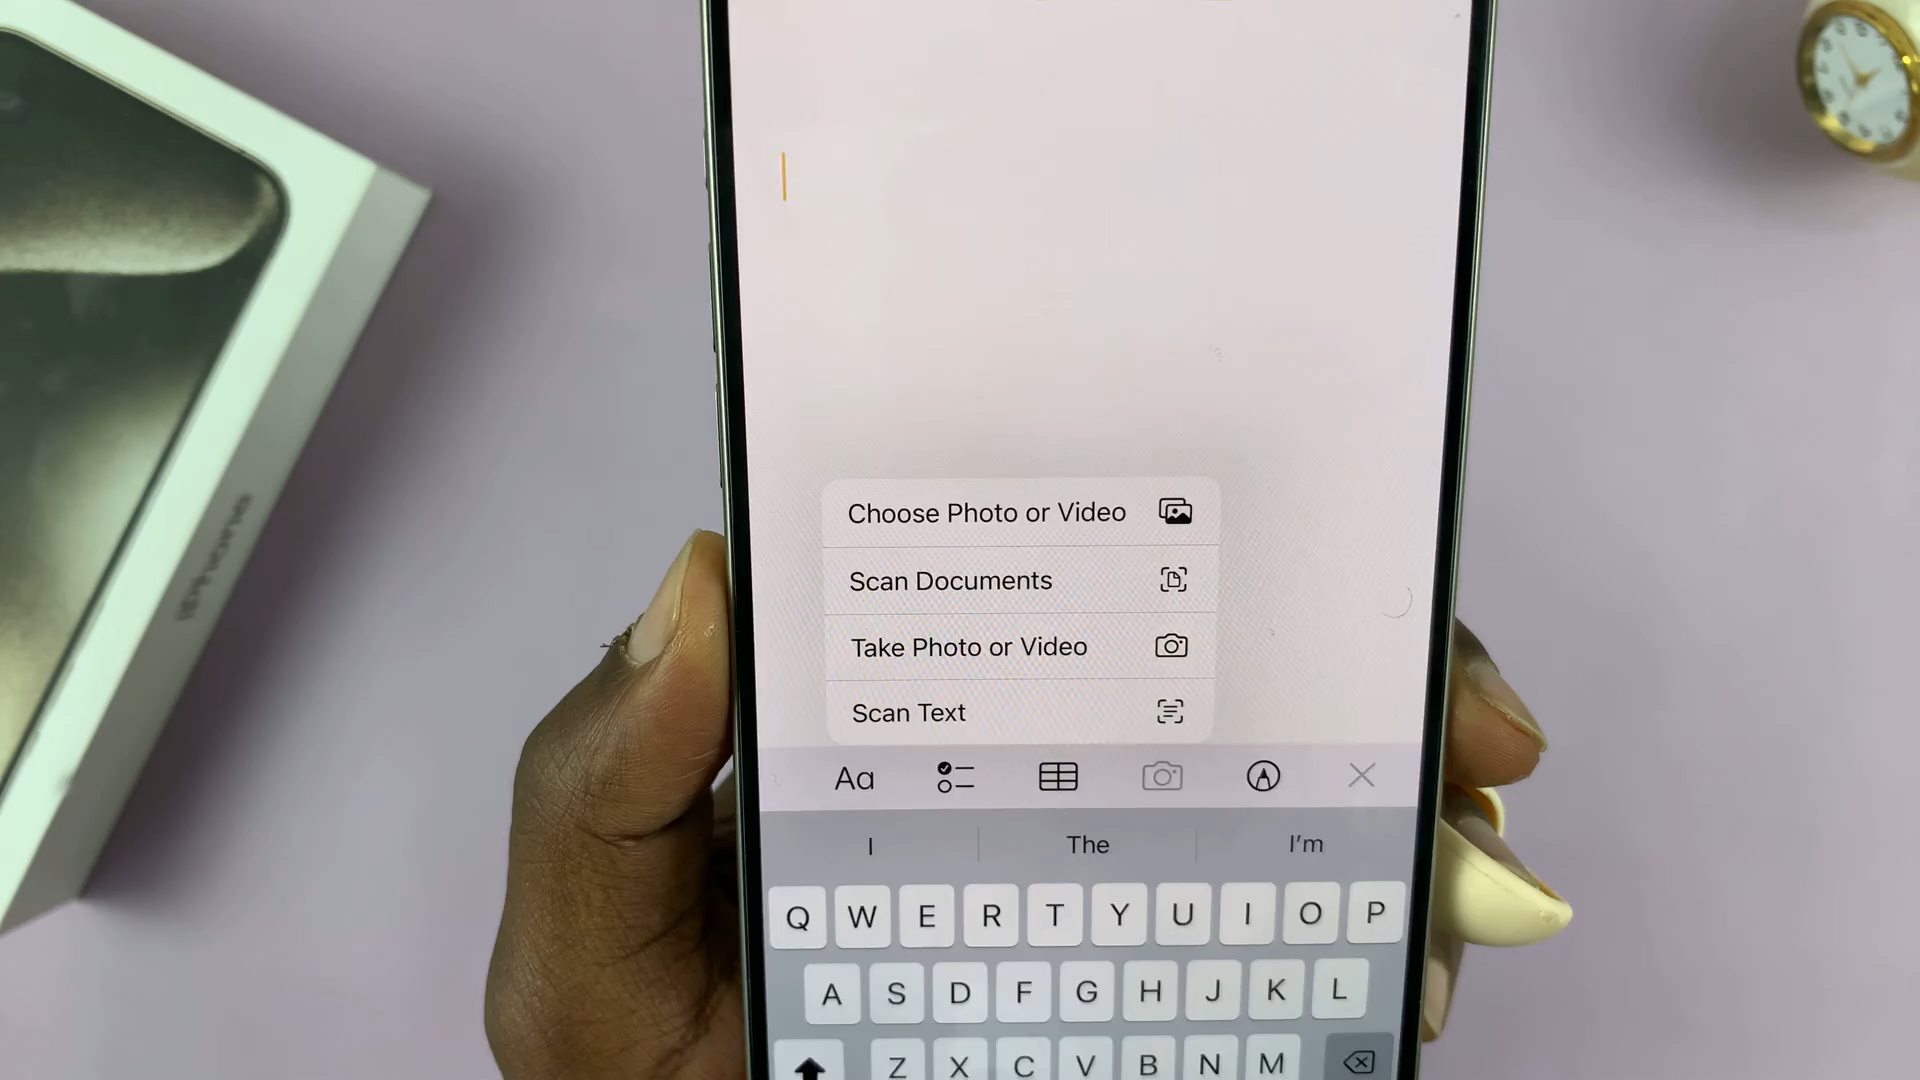 Choose Photo or Video
Scan Documents
Take Photo or Video
Scan Text
Aa
I The I'm
Q W E R T Y U I O P
A S D F G H J K L
Z X C V B N M